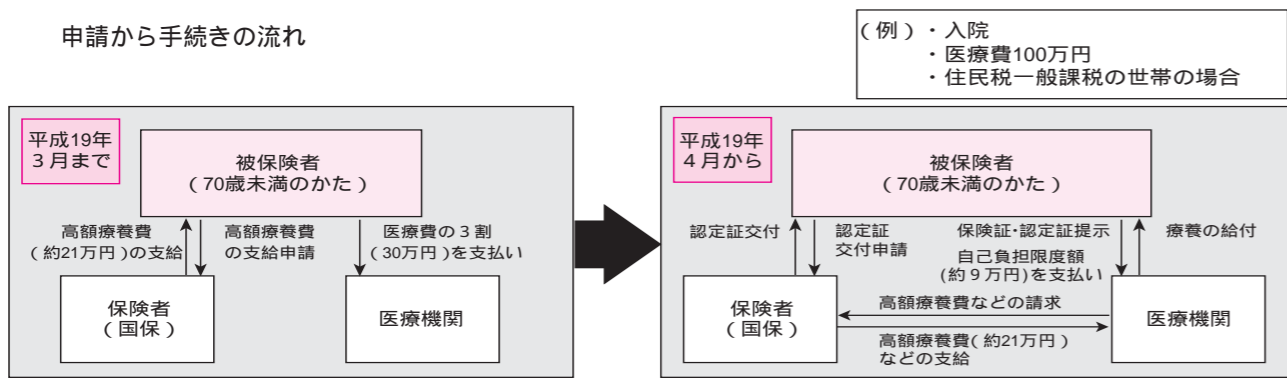 申請から手続きの流れ
(例)・入院
・医療費100万円
・住民税一般課税の世帯の場合
平成19年
3月まで
被保険者
(70歳未満のかた)
高額療養費
(約21万円)の支給
高額療養費
の支給申請
医療費の3割
(30万円)を支払い
保険者
(国保)
医療機関
平成19年
4月から
被保険者
(70歳未満のかた)
認定証交付
認定証
交付申請
保険証・認定証提示
自己負担限度額
(約9万円)を支払い
療養の給付
保険者
(国保)
高額療養費などの請求
高額療養費(約21万円)
などの支給
医療機関